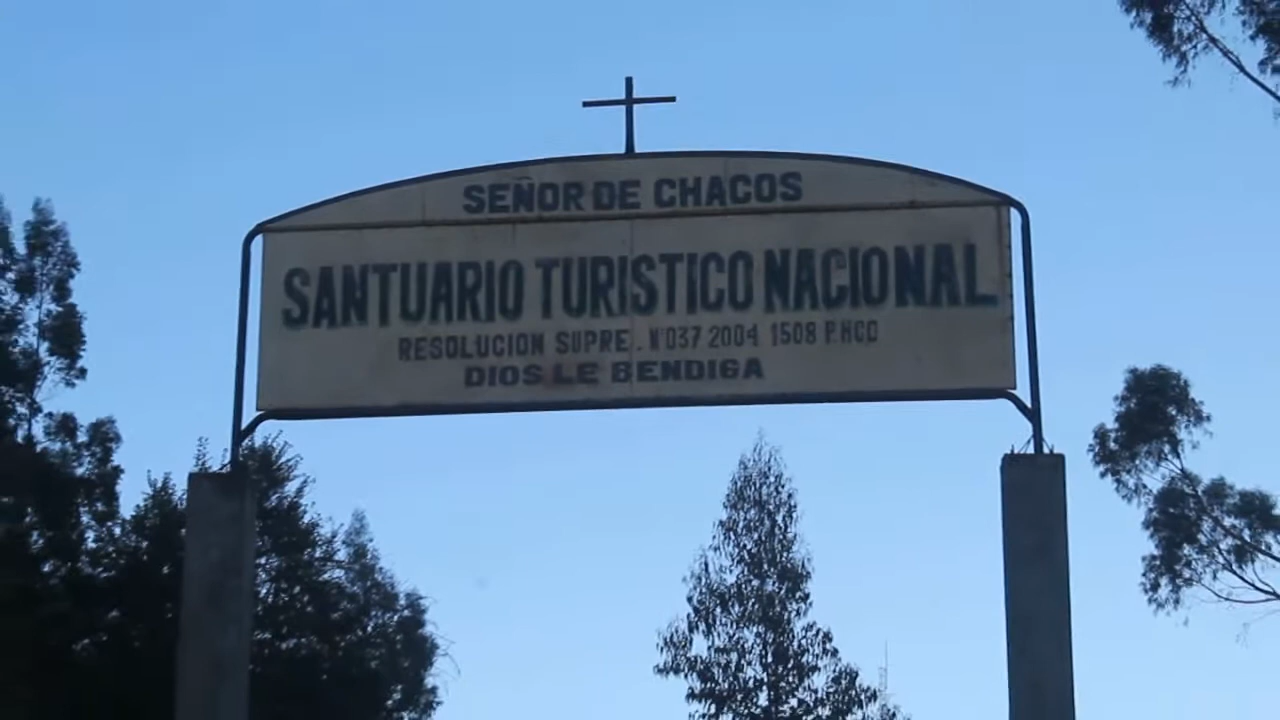 SEÑOR DE CHACOS
SANTUARIO TURISTICO NACIONAL
RESOLUCION SUPRE. Nº037 2004 1508 P.HCO
DIOS LE BENDIGA